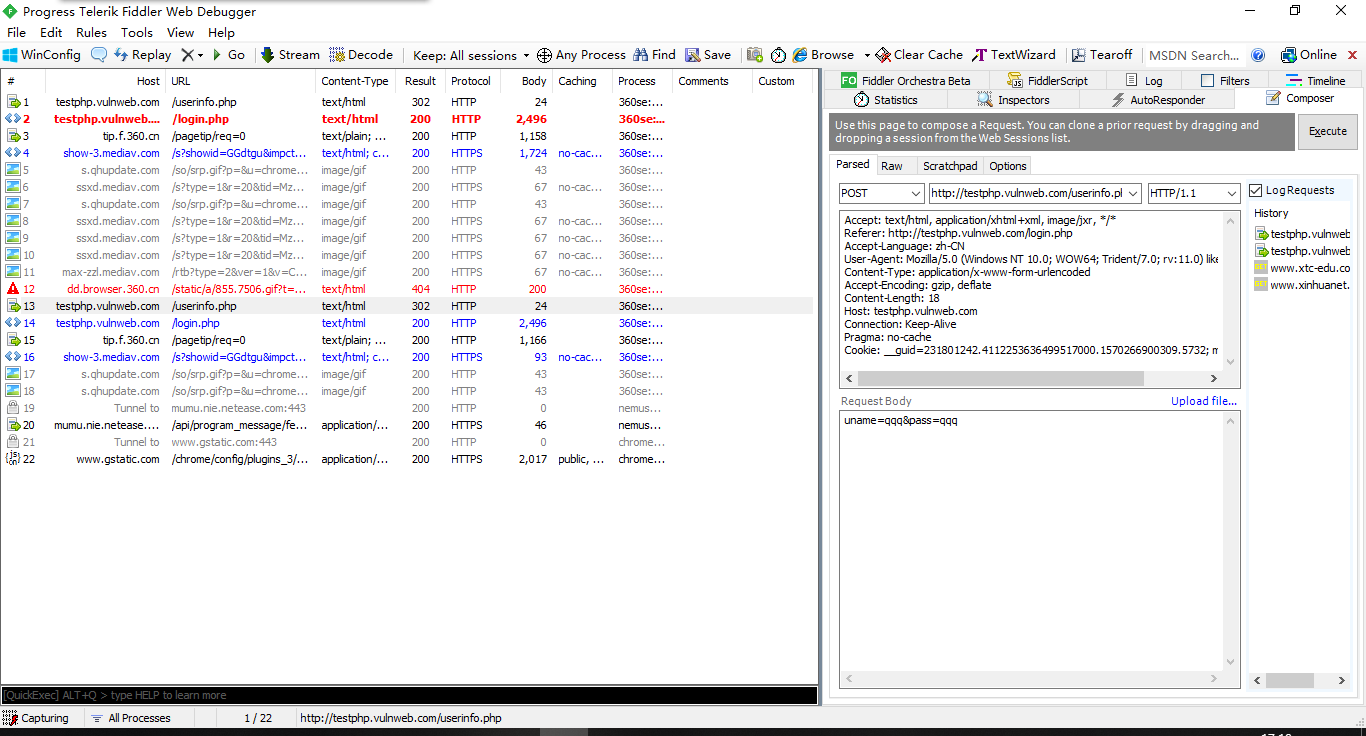 Progress Telerik Fiddler Web Debugger
File Edit Rules Tools View Help
WinConfig Replay Go Stream Decode Keep: All sessions Any Process Find Save Browse Clear Cache TextWizard Tearoff MSDN Search... Online
# Host URL Content-Type Result Protocol Body Caching Process Comments Custom
1 testphp.vulnweb.com /userinfo.php text/html 302 HTTP 24 360se:...
2 testphp.vulnweb.... /login.php text/html 200 HTTP 2,496 360se:...
3 tip.f.360.cn /pagetip/req=0 text/plain; ... 200 HTTP 1,158 360se:...
4 show-3.mediav.com /s?showid=GGdtgu&impct... text/html; c... 200 HTTPS 1,724 no-cac... 360se:...
5 s.qhupdate.com /so/srp.gif?p=&u=chrome... image/gif 200 HTTP 43 360se:...
6 ssxd.mediav.com /s?type=1&r=20&tid=Mz... image/gif 200 HTTPS 67 no-cac... 360se:...
7 s.qhupdate.com /so/srp.gif?p=&u=chrome... image/gif 200 HTTP 43 360se:...
8 ssxd.mediav.com /s?type=1&r=20&tid=Mz... image/gif 200 HTTPS 67 no-cac... 360se:...
9 ssxd.mediav.com /s?type=1&r=20&tid=Mz... image/gif 200 HTTPS 67 no-cac... 360se:...
10 ssxd.mediav.com /s?type=1&r=20&tid=Mz... image/gif 200 HTTPS 67 no-cac... 360se:...
11 max-zzl.mediav.com /rtb?type=2&ver=1&v=C... image/gif 200 HTTPS 67 no-cac... 360se:...
12 dd.browser.360.cn /static/a/855.7506.gif?t=... text/html 404 HTTP 200 360se:...
13 testphp.vulnweb.com /userinfo.php text/html 302 HTTP 24 360se:...
14 testphp.vulnweb.com /login.php text/html 200 HTTP 2,496 360se:...
15 tip.f.360.cn /pagetip/req=0 text/plain; ... 200 HTTP 1,166 360se:...
16 show-3.mediav.com /s?showid=GGdtgu&impct... text/html; c... 200 HTTPS 93 no-cac... 360se:...
17 s.qhupdate.com /so/srp.gif?p=&u=chrome... image/gif 200 HTTP 43 360se:...
18 s.qhupdate.com /so/srp.gif?p=&u=chrome... image/gif 200 HTTP 43 360se:...
19 Tunnel to mumu.nie.netease.com:443 200 HTTP 0 nemus...
20 mumu.nie.netease.... /api/program_message/fe... application/... 200 HTTPS 46 nemus...
21 Tunnel to www.gstatic.com:443 200 HTTP 0 chrome...
22 www.gstatic.com /chrome/config/plugins_3/... application/... 200 HTTPS 2,017 public, ... chrome...
[QuickExec] ALT+Q > type HELP to learn more
Capturing All Processes 1 / 22 http://testphp.vulnweb.com/userinfo.php
FO Fiddler Orchestra Beta FiddlerScript Log Filters Timeline
Statistics Inspectors AutoResponder Composer
Use this page to compose a Request. You can clone a prior request by dragging and
dropping a session from the Web Sessions list.
Execute
Parsed Raw Scratchpad Options
POST http://testphp.vulnweb.com/userinfo.pl HTTP/1.1
Accept: text/html, application/xhtml+xml, image/jxr, */*
Referer: http://testphp.vulnweb.com/login.php
Accept-Language: zh-CN
User-Agent: Mozilla/5.0 (Windows NT 10.0; WOW64; Trident/7.0; rv:11.0) like
Content-Type: application/x-www-form-urlencoded
Accept-Encoding: gzip, deflate
Content-Length: 18
Host: testphp.vulnweb.com
Connection: Keep-Alive
Pragma: no-cache
Cookie: __guid=231801242.4112253636499517000.1570266900309.5732; m
Request Body Upload file...
uname=qqq&pass=qqq
Log Requests
History
testphp.vulnweb
testphp.vulnweb
www.xtc-edu.co
www.xinhuanet.